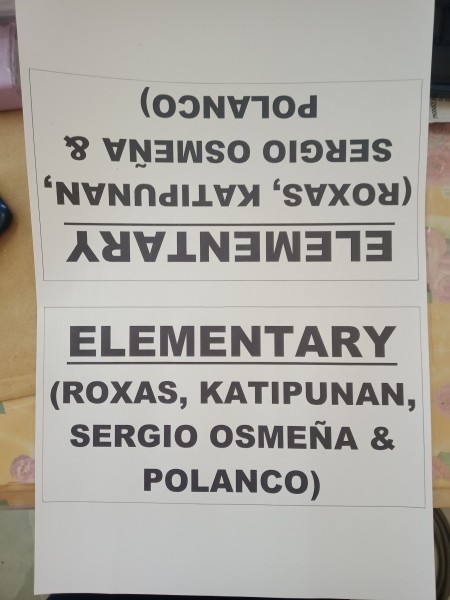 POLANCO)
SERGIO OSMEÑA &
(ROXAS, KATIPUNAN,
ELEMENTARY
ELEMENTARY
(ROXAS, KATIPUNAN,
SERGIO OSMEÑA &
POLANCO)